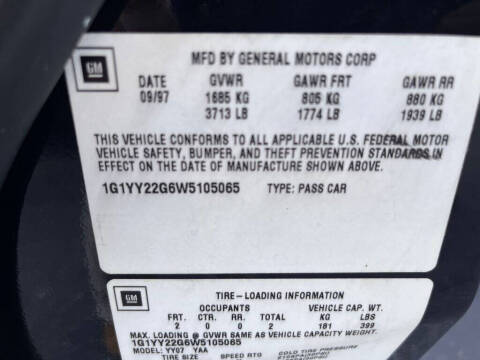 GM
MFD BY GENERAL MOTORS CORP
DATE GVWR GAWR FRT GAWR RR
09/97 1685 KG 805 KG 880 KG
3713 LB 1774 LB 1939 LB
THIS VEHICLE CONFORMS TO ALL APPLICABLE U.S. FEDERAL MOTOR
VEHICLE SAFETY, BUMPER, AND THEFT PREVENTION STANDARDS IN
EFFECT ON THE DATE OF MANUFACTURE SHOWN ABOVE.
1G1YY22G6W5105065 TYPE: PASS CAR
GM
TIRE-LOADING INFORMATION
OCCUPANTS VEHICLE CAP. WT.
FRT. CTR. RR. TOTAL KG LBS
2 0 0 2 181 399
MAX. LOADING @ GVWR SAME AS VEHICLE CAPACITY WEIGHT.
1G1YY22G6W5105065
MODEL: YY07 YAA
TIRE SIZE COLD TIRE PRESSURE